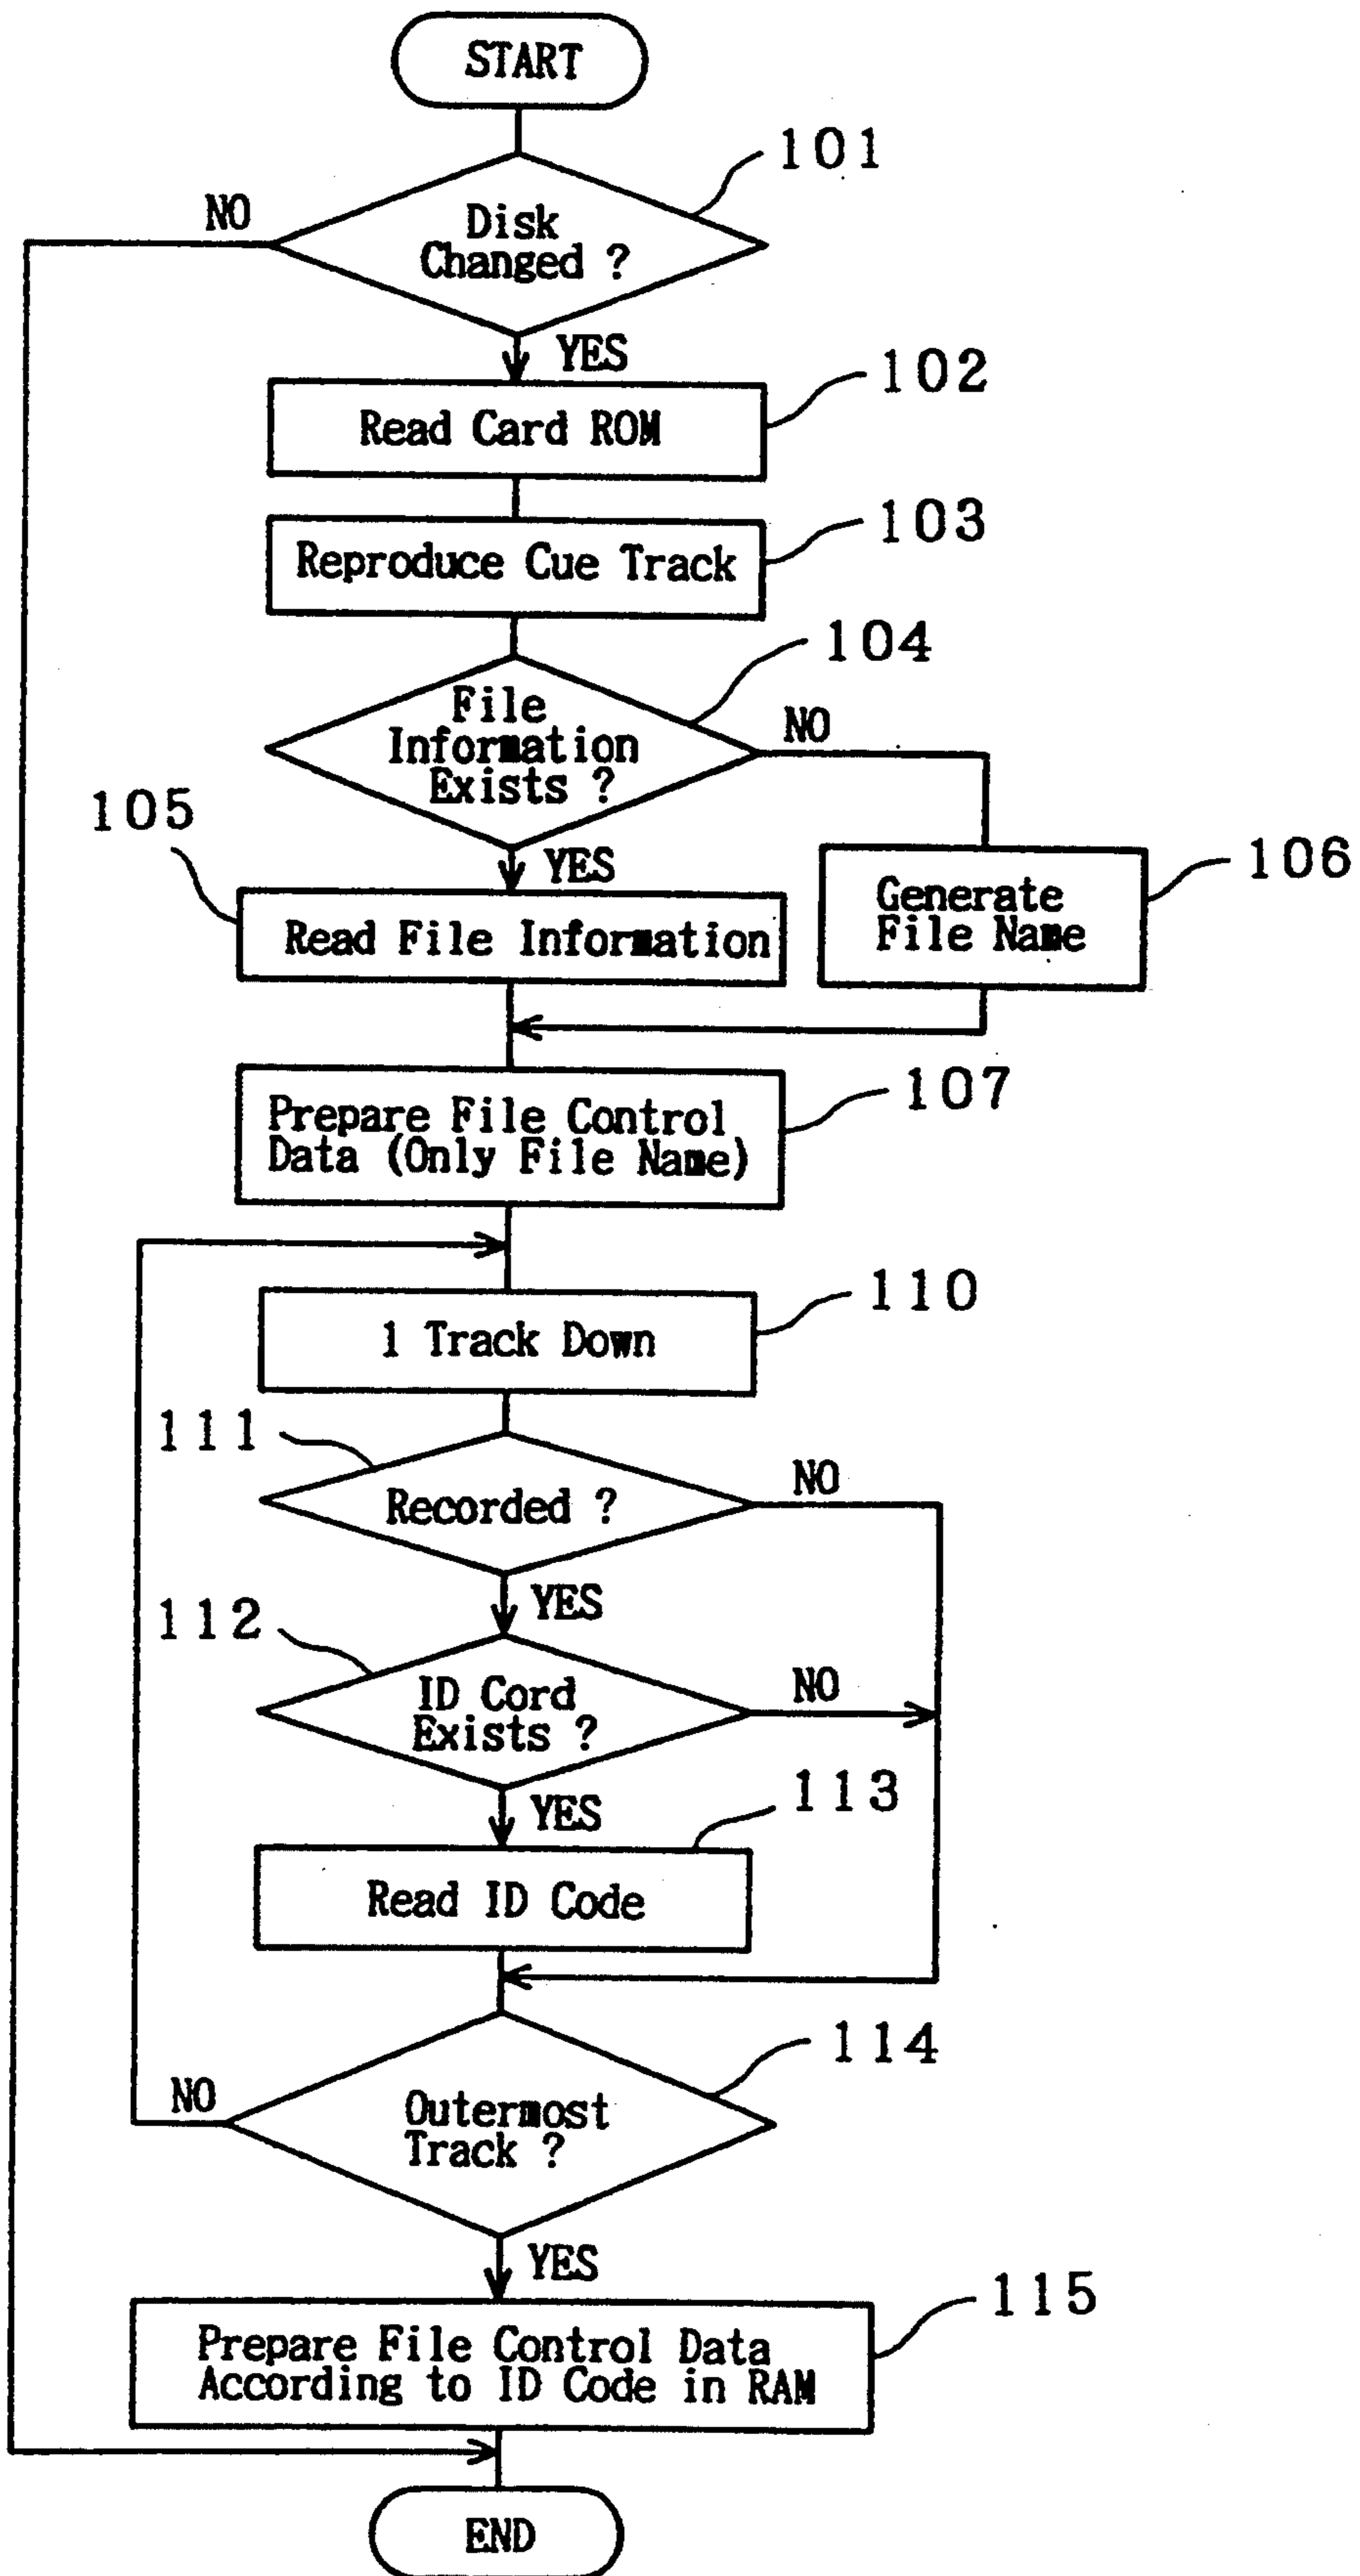 START
101
NO
Disk
Changed ?
YES
102
Read Card ROM
103
Reproduce Cue Track
104
File
Information
Exists ?
NO
105
YES
106
Generate
File Name
Read File Information
107
Prepare File Control
Data (Only File Name)
110
1 Track Down
111
NO
Recorded ?
YES
112
ID Cord
Exists ?
NO
113
YES
Read ID Code
114
NO
Outermost
Track ?
YES
115
Prepare File Control Data
According to ID Code in RAM
END